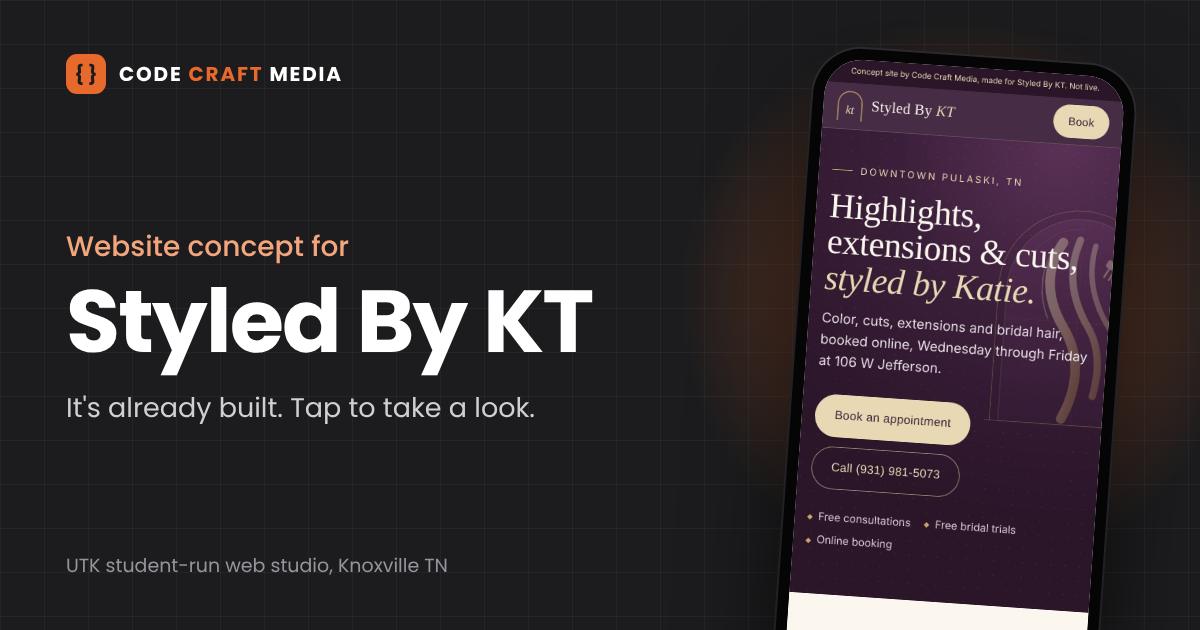 { } CODE CRAFT MEDIA
Website concept for
Styled By KT
It's already built. Tap to take a look.
UTK student-run web studio, Knoxville TN
Concept site by Code Craft Media, made for Styled By KT. Not live.
kt Styled By KT
Book
DOWNTOWN PULASKI, TN
Highlights,
extensions & cuts,
styled by Katie.
Color, cuts, extensions and bridal hair,
booked online, Wednesday through Friday
at 106 W Jefferson.
Book an appointment
Call (931) 981-5073
Free consultations
Free bridal trials
Online booking